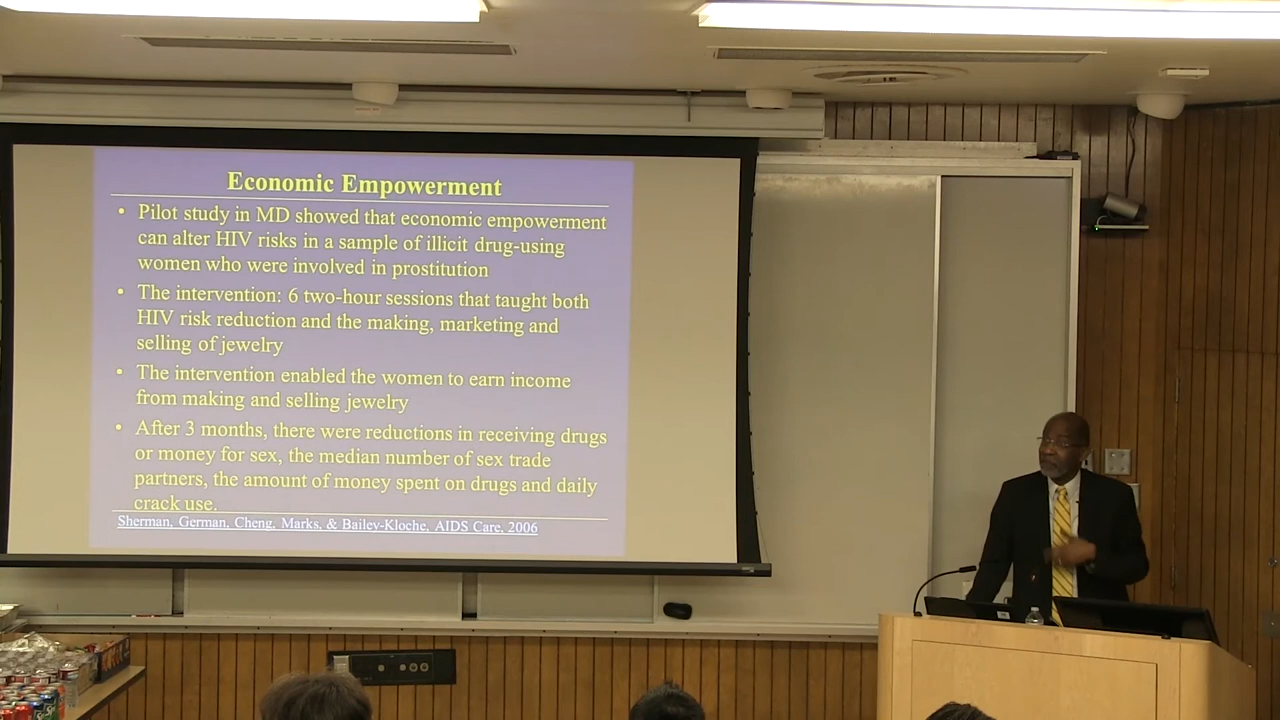 Economic Empowerment
• Pilot study in MD showed that economic empowerment
can alter HIV risks in a sample of illicit drug-using
women who were involved in prostitution
• The intervention: 6 two-hour sessions that taught both
HIV risk reduction and the making, marketing and
selling of jewelry
• The intervention enabled the women to earn income
from making and selling jewelry
• After 3 months, there were reductions in receiving drugs
or money for sex, the median number of sex trade
partners, the amount of money spent on drugs and daily
crack use.
Sherman, German, Cheng, Marks, & Bailey-Kloche, AIDS Care, 2006